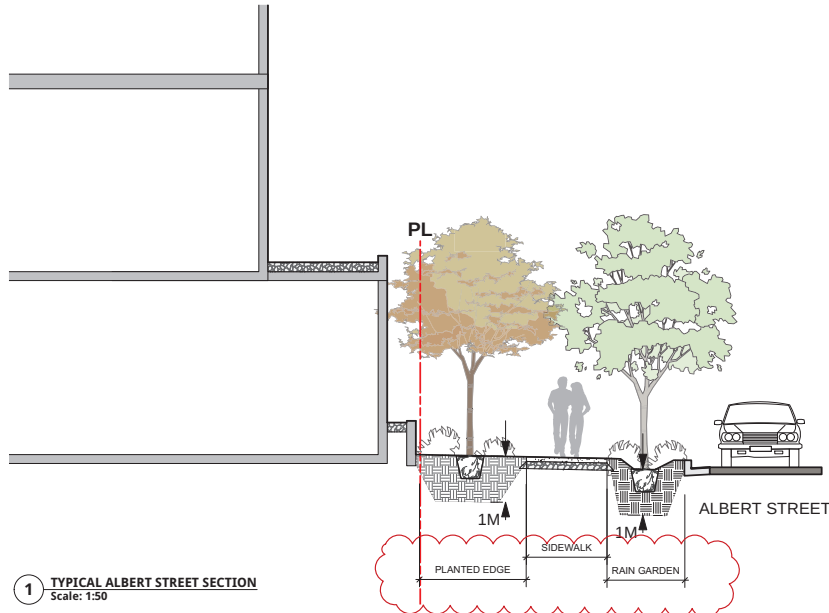 PL
1M
ALBERT STREET
1M
SIDEWALK
PLANTED EDGE
RAIN GARDEN
1
TYPICAL ALBERT STREET SECTION
Scale: 1:50